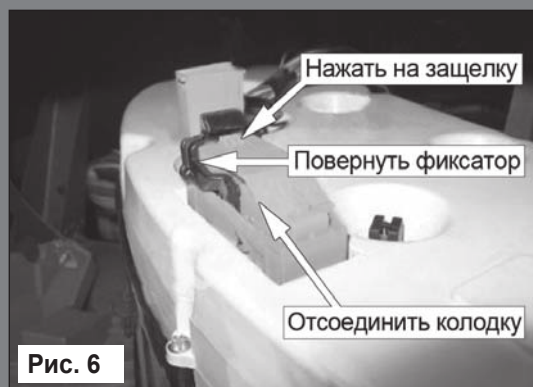 Нажать на защелку
Повернуть фиксатор
Отсоединить колодку
Рис. 6